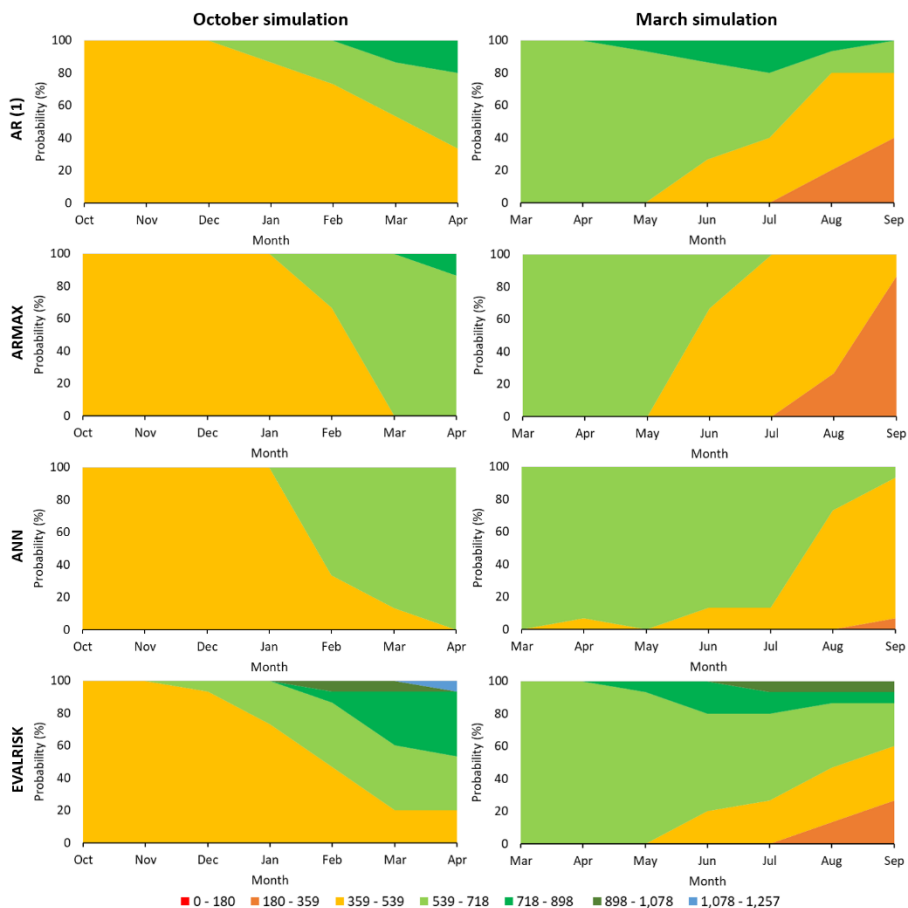 October simulation
March simulation
AR (1)
Probability (%)
100
80
60
40
20
0
Oct Nov Dec Jan Feb Mar Apr
Month
Probability (%)
100
80
60
40
20
0
Mar Apr May Jun Jul Aug Sep
Month
ARMAX
Probability (%)
100
80
60
40
20
0
Oct Nov Dec Jan Feb Mar Apr
Month
Probability (%)
100
80
60
40
20
0
Mar Apr May Jun Jul Aug Sep
Month
ANN
Probability (%)
100
80
60
40
20
0
Oct Nov Dec Jan Feb Mar Apr
Month
Probability (%)
100
80
60
40
20
0
Mar Apr May Jun Jul Aug Sep
Month
EVALRISK
Probability (%)
100
80
60
40
20
0
Oct Nov Dec Jan Feb Mar Apr
Month
Probability (%)
100
80
60
40
20
0
Mar Apr May Jun Jul Aug Sep
Month
0 - 180 180 - 359 359 - 539 539 - 718 718 - 898 898 - 1,078 1,078 - 1,257